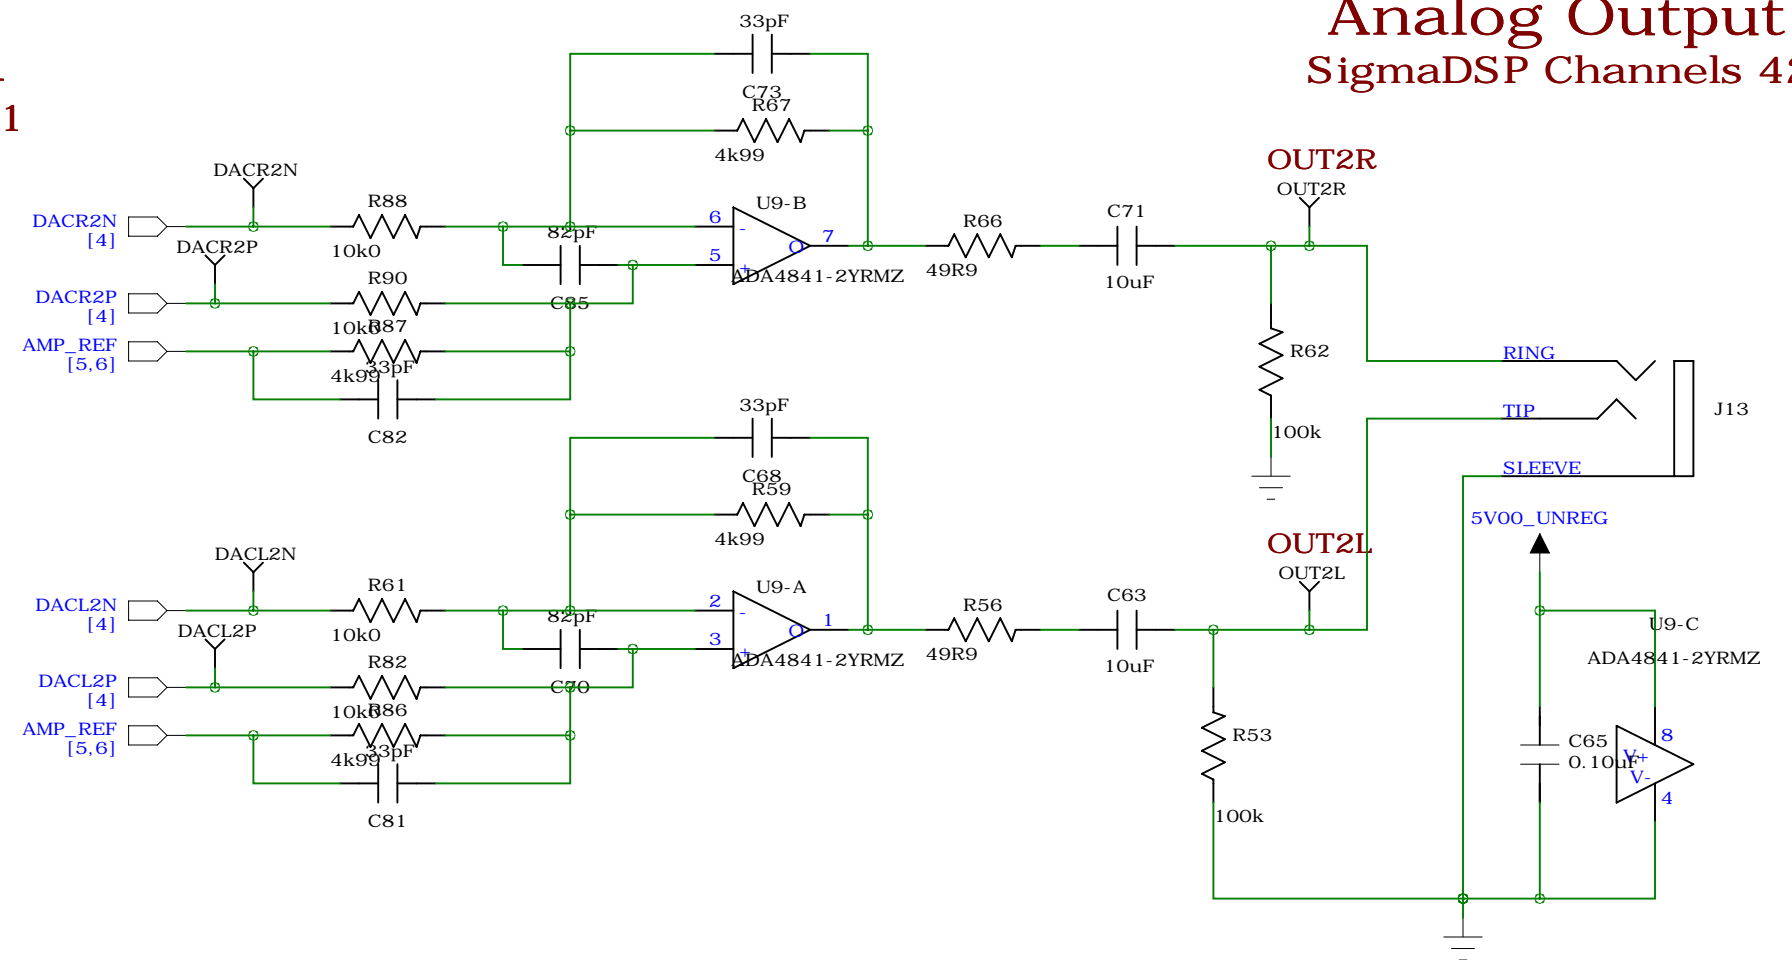 Analog Output
SigmaDSP Channels 42
1
33pF
C73
R67
4k99
DACR2N
DACR2N
[4]
R88
10k0
DACR2P
DACR2P
[4]
R90
10k0
AMP_REF
[5,6]
R87
4k99
33pF
C82
82pF
C85
6
5
-
+
O
7
U9-B
ADA4841-2YRMZ
R66
49R9
C71
10uF
OUT2R
OUT2R
R62
100k
RING
TIP
SLEEVE
J13
33pF
C68
R59
4k99
DACL2N
DACL2N
[4]
R61
10k0
DACL2P
DACL2P
[4]
R82
10k0
AMP_REF
[5,6]
R86
4k99
33pF
C81
82pF
C70
2
3
-
+
O
1
U9-A
ADA4841-2YRMZ
R56
49R9
C63
10uF
OUT2L
OUT2L
R53
100k
5V00_UNREG
U9-C
ADA4841-2YRMZ
C65
0.10uF
V+
V-
8
4